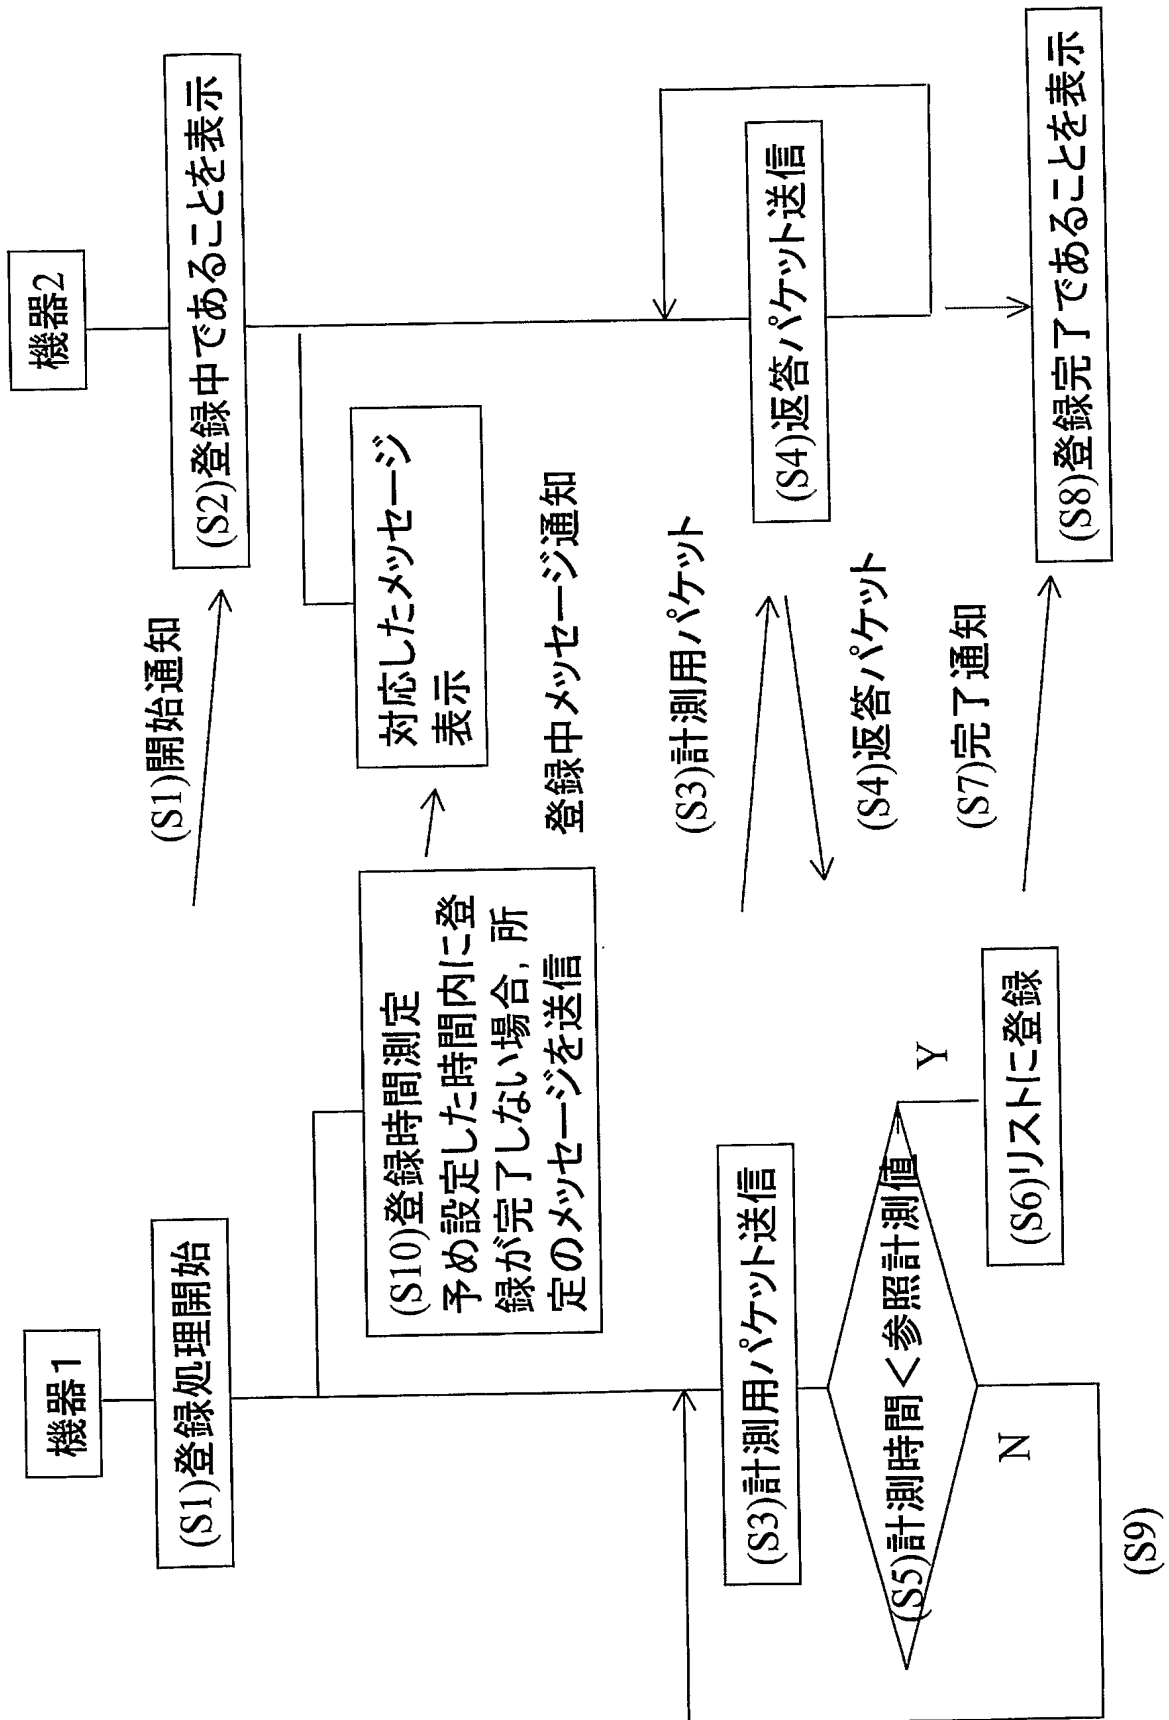 機器1
(S1)登録処理開始
(S10)登録時間測定
予め設定した時間内に登
録が完了しない場合, 所
定のメッセージを送信
(S3)計測用パケット送信
(S5)計測時間＜参照計測値
Y
N
(S6)リストに登録
(S9)
(S1)開始通知
登録中メッセージ通知
(S3)計測用パケット
(S4)返答パケット
(S7)完了通知
機器2
(S2)登録中であることを表示
対応したメッセージ
表示
(S4)返答パケット送信
(S8)登録完了であることを表示